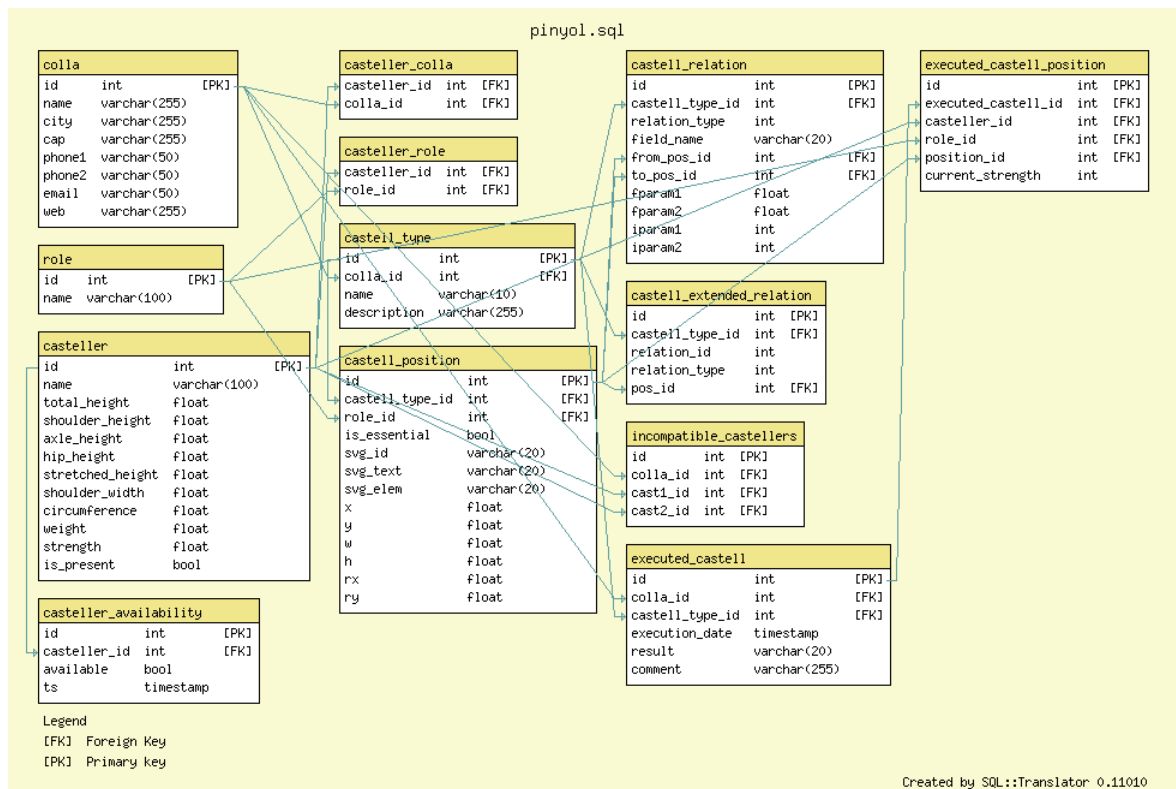 pinyol.sql
colla
id int [PK]
name varchar(255)
city varchar(255)
cap varchar(255)
phone1 varchar(50)
phone2 varchar(50)
email varchar(50)
web varchar(255)
role
id int [PK]
name varchar(100)
casteller
id int [PK]
name varchar(100)
total_height float
shoulder_height float
axle_height float
hip_height float
stretched_height float
shoulder_width float
circumference float
weight float
strength float
is_present bool
casteller_availability
id int [PK]
casteller_id int [FK]
available bool
ts timestamp
casteller_colla
casteller_id int [FK]
colla_id int [FK]
casteller_role
casteller_id int [FK]
role_id int [FK]
castell_type
id int [PK]
colla_id int [FK]
name varchar(10)
description varchar(255)
castell_position
id int [PK]
castell_type_id int [FK]
role_id int [FK]
is_essential bool
svg_id varchar(20)
svg_text varchar(20)
svg_elem varchar(20)
x float
y float
w float
h float
rx float
ry float
castell_relation
id int [PK]
castell_type_id int [FK]
relation_type int
field_name varchar(20)
from_pos_id int [FK]
to_pos_id int [FK]
fparam1 float
fparam2 float
iparam1 int
iparam2 int
castell_extended_relation
id int [PK]
castell_type_id int [FK]
relation_id int
relation_type int
pos_id int [FK]
incompatible_castellers
id int [PK]
colla_id int [FK]
cast1_id int [FK]
cast2_id int [FK]
executed_castell
id int [PK]
colla_id int [FK]
castell_type_id int [FK]
execution_date timestamp
result varchar(20)
comment varchar(255)
executed_castell_position
id int [PK]
executed_castell_id int [FK]
casteller_id int [FK]
role_id int [FK]
position_id int [FK]
current_strength int
Legend
[FK] Foreign Key
[PK] Primary key
Created by SQL::Translator 0.11010